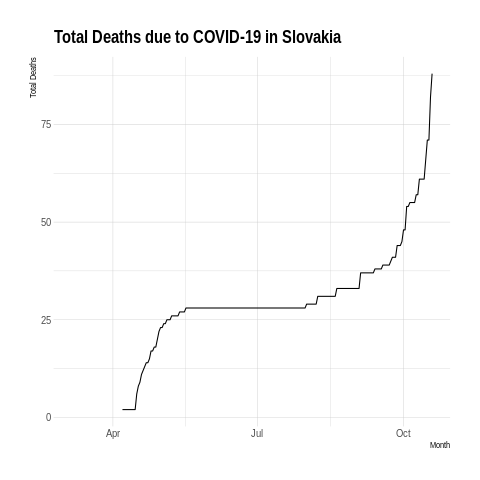 Total Deaths due to COVID-19 in Slovakia
Total Deaths
75
50
25
0
Apr Jul Oct
Month